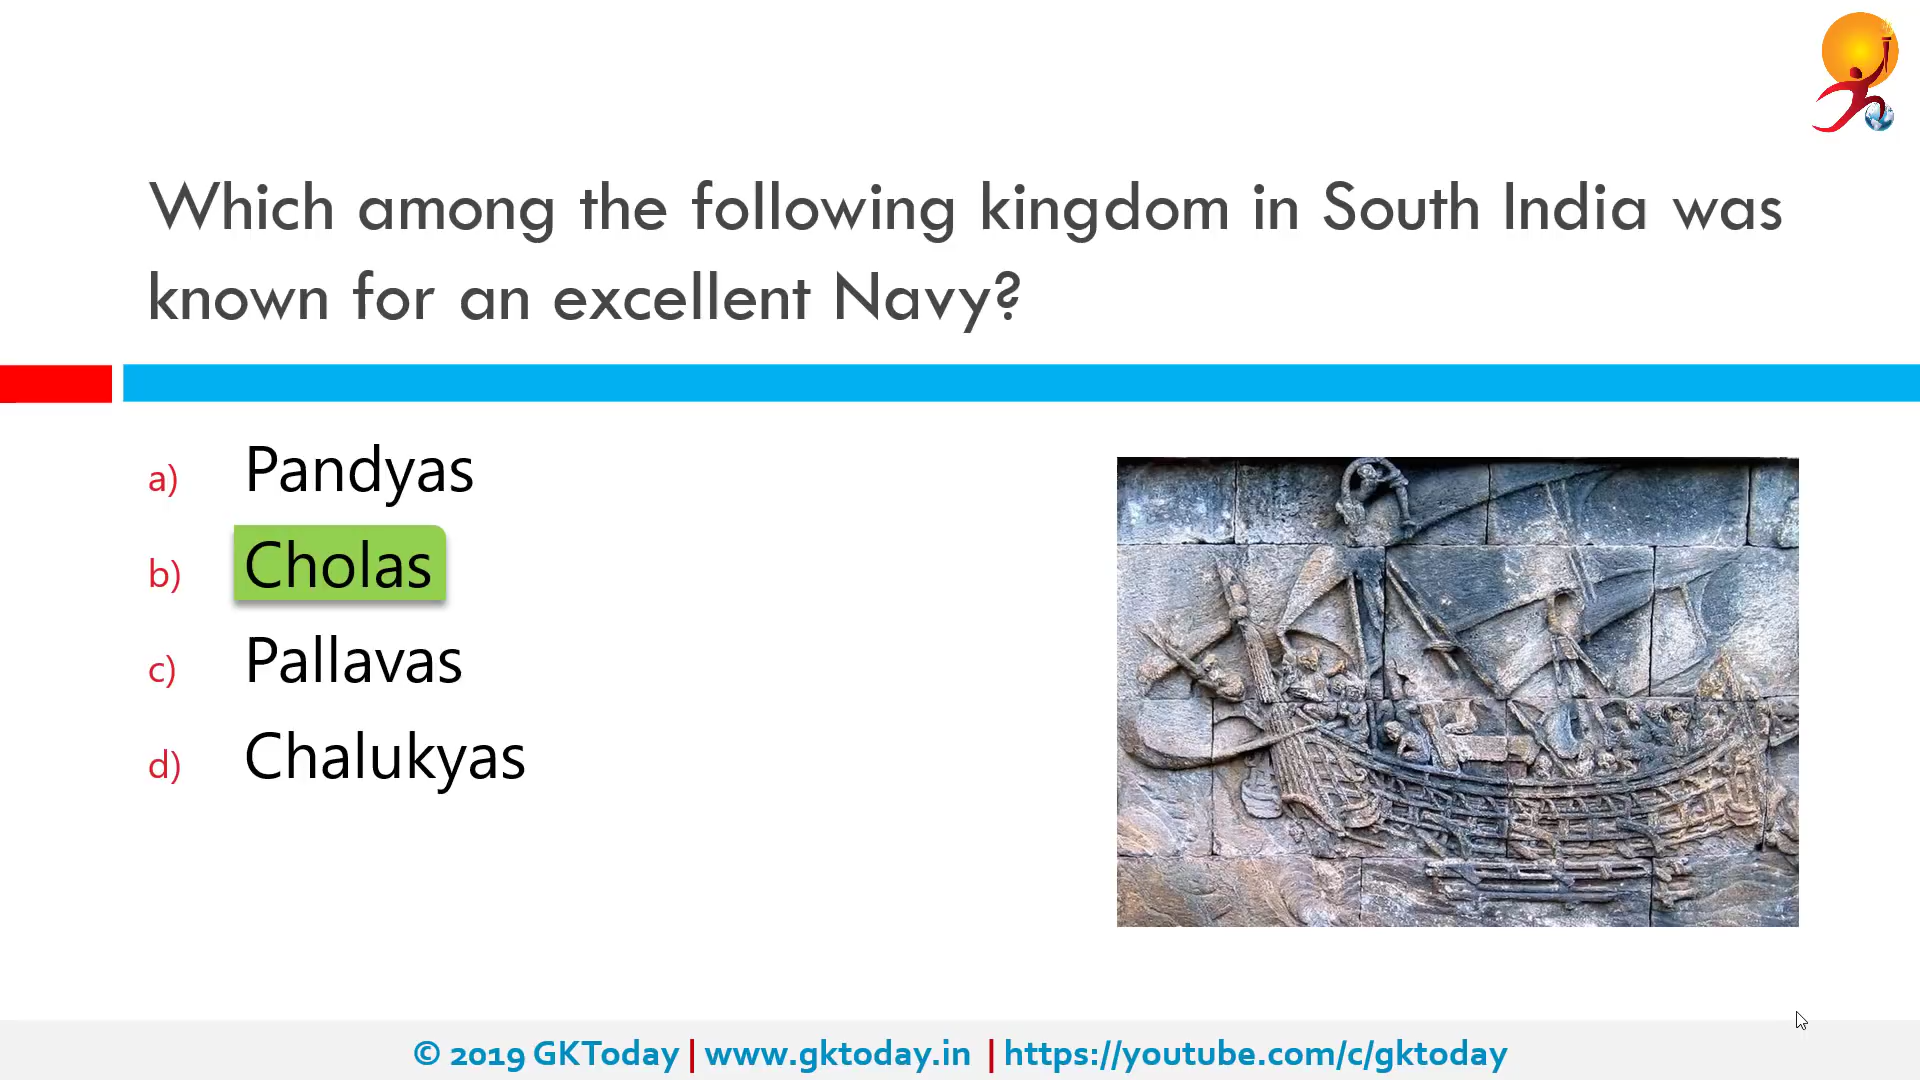 Which among the following kingdom in South India was
known for an excellent Navy?
a) Pandyas
b) Cholas
c) Pallavas
d) Chalukyas
© 2019 GKToday | www.gktoday.in | https://youtube.com/c/gktoday